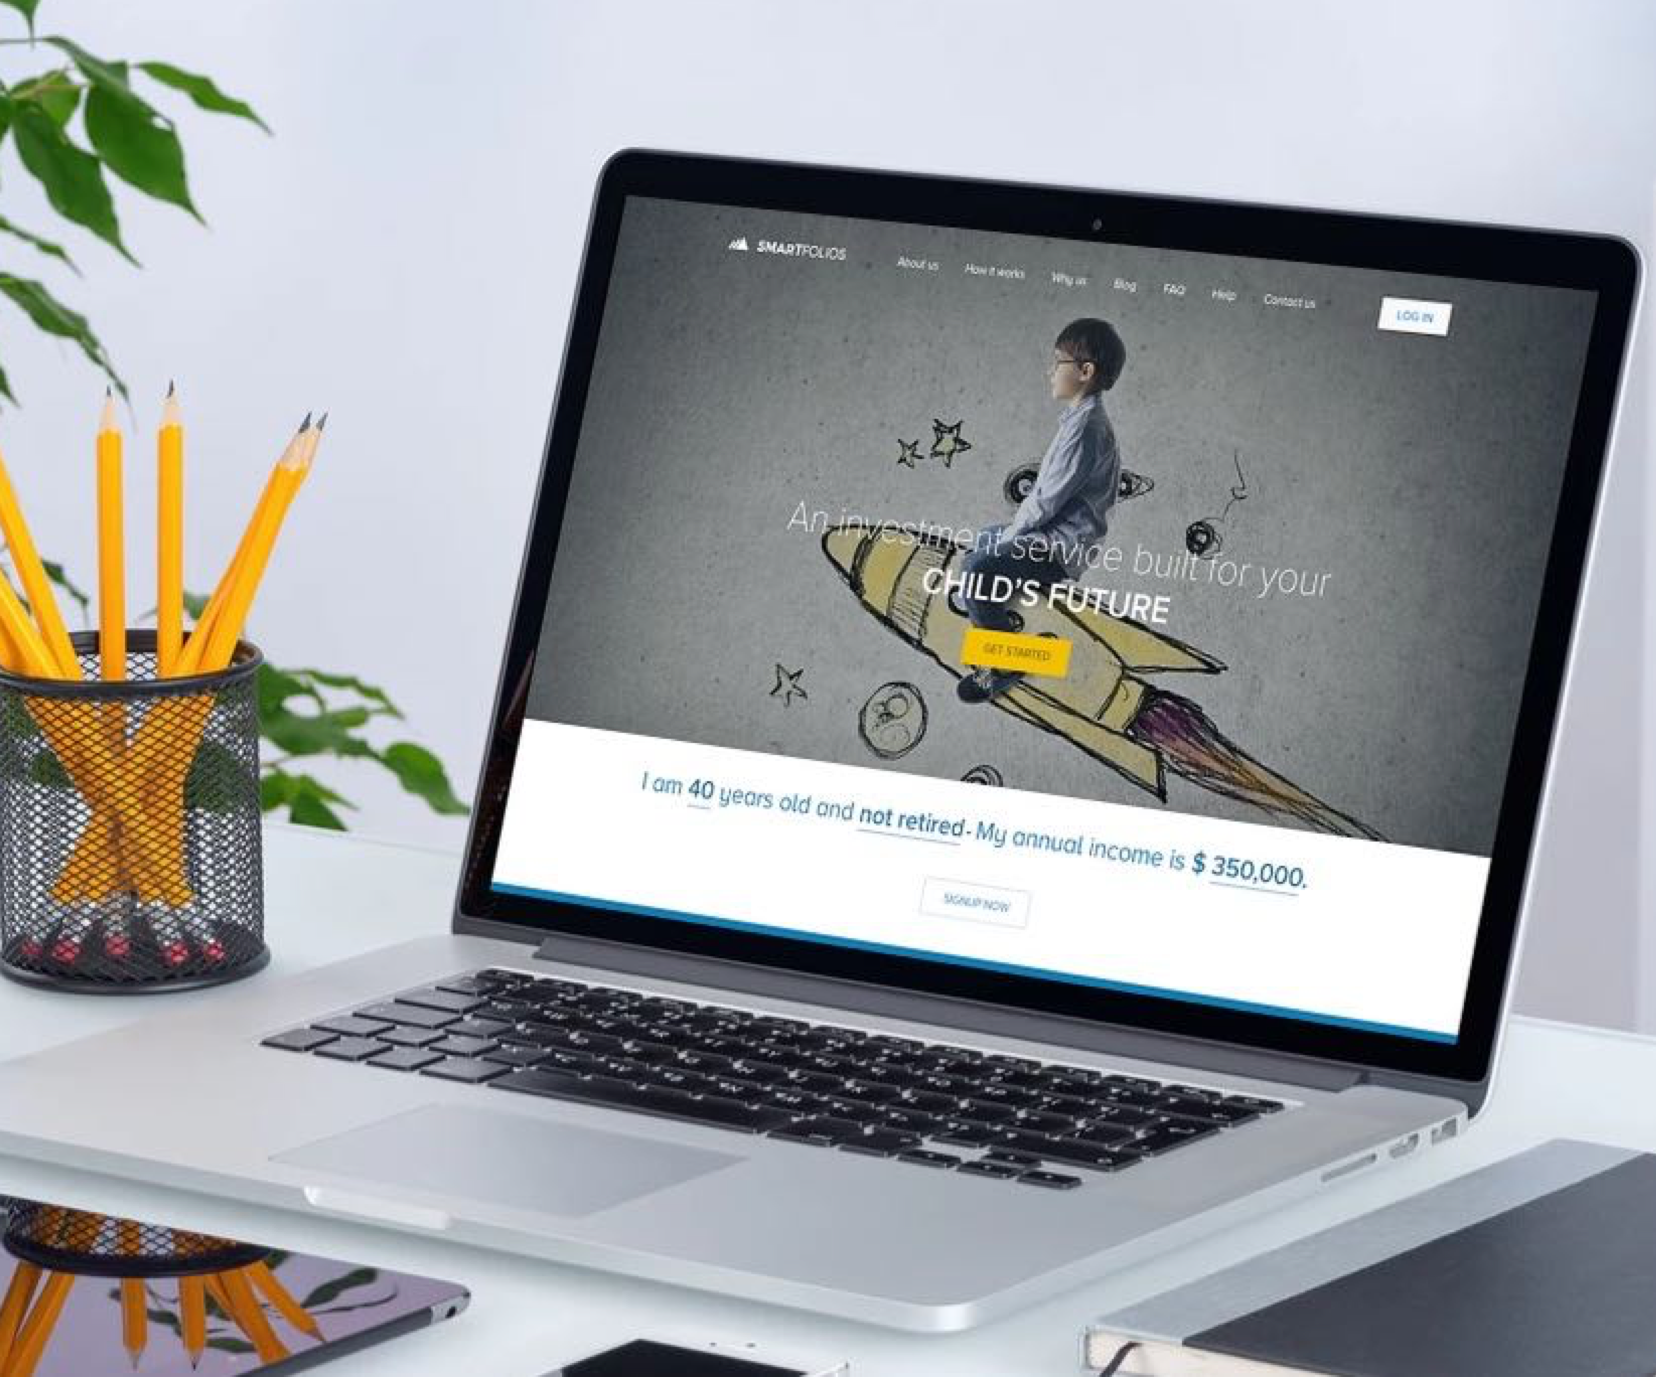 SMARTFOLIOS
About us
How it works
Why us
Blog
FAQ
Help
Contact us
LOG IN
An investment service built for your
CHILD'S FUTURE
GET STARTED
I am 40 years old and not retired. My annual income is $ 350,000.
SIGNUP NOW